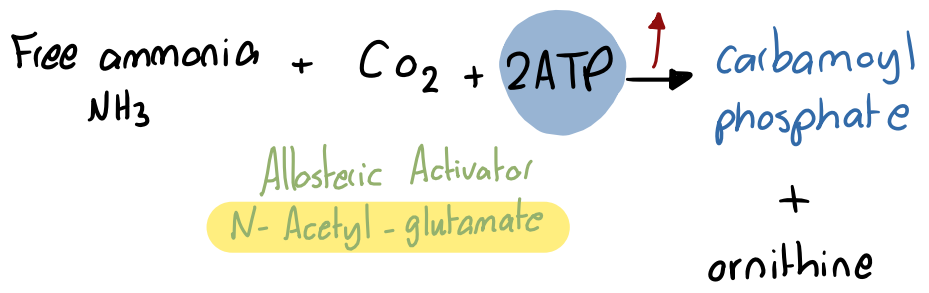 Free ammonia + CO2 + 2ATP → carbamoyl
NH3 phosphate
Allosteric Activator
N-Acetyl-glutamate +
ornithine